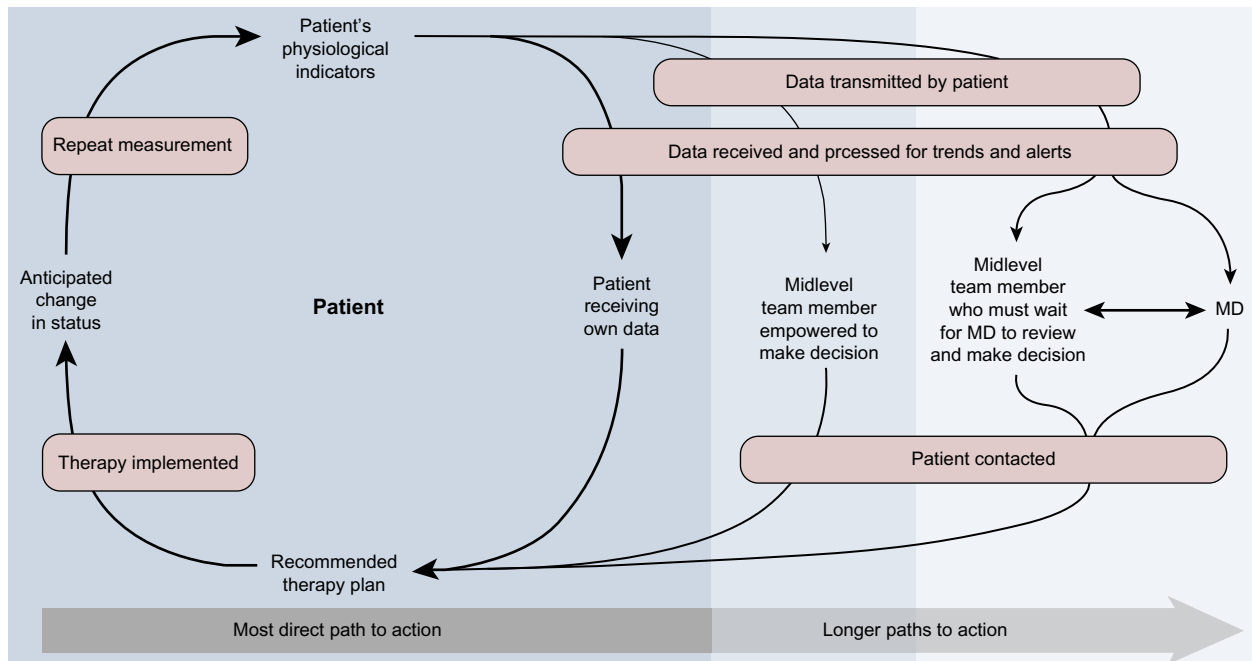 Patient's
physiological
indicators
Data transmitted by patient
Repeat measurement
Data received and prcessed for trends and alerts
Anticipated
change
in status
Patient
Patient
receiving
own data
Midlevel
team member
empowered to
make decision
Midlevel
team member
who must wait
for MD to review
and make decision
MD
Therapy implemented
Patient contacted
Recommended
therapy plan
Most direct path to action
Longer paths to action